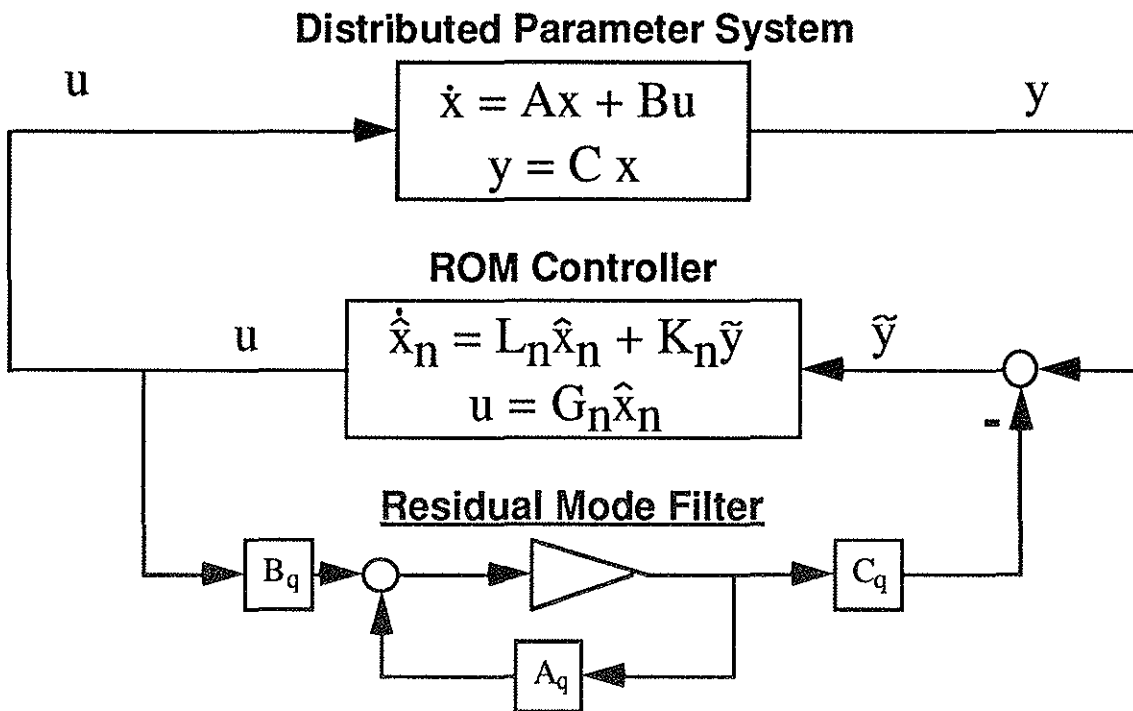 Distributed Parameter System
u
ẋ = Ax + Bu
y
y = C x
ROM Controller
u
x̂̇n = Lnx̂n + Knỹ
ỹ
u = Gnx̂n
-
Residual Mode Filter
Bq
Cq
Aq